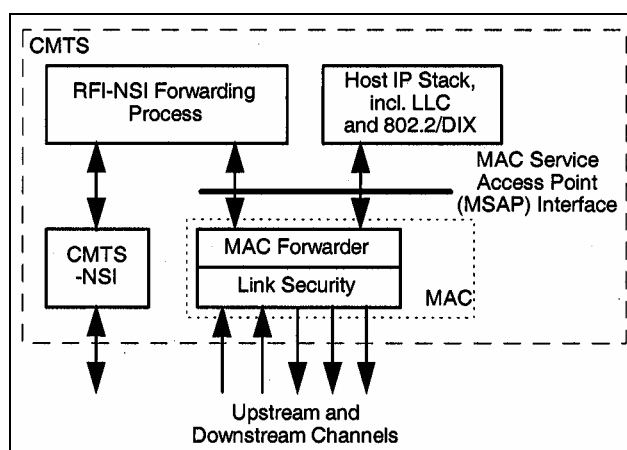 CMTS
RFI-NSI Forwarding
Process
Host IP Stack,
incl. LLC
and 802.2/DIX
MAC Service
Access Point
(MSAP) Interface
CMTS
-NSI
MAC Forwarder
Link Security
MAC
Upstream and
Downstream Channels